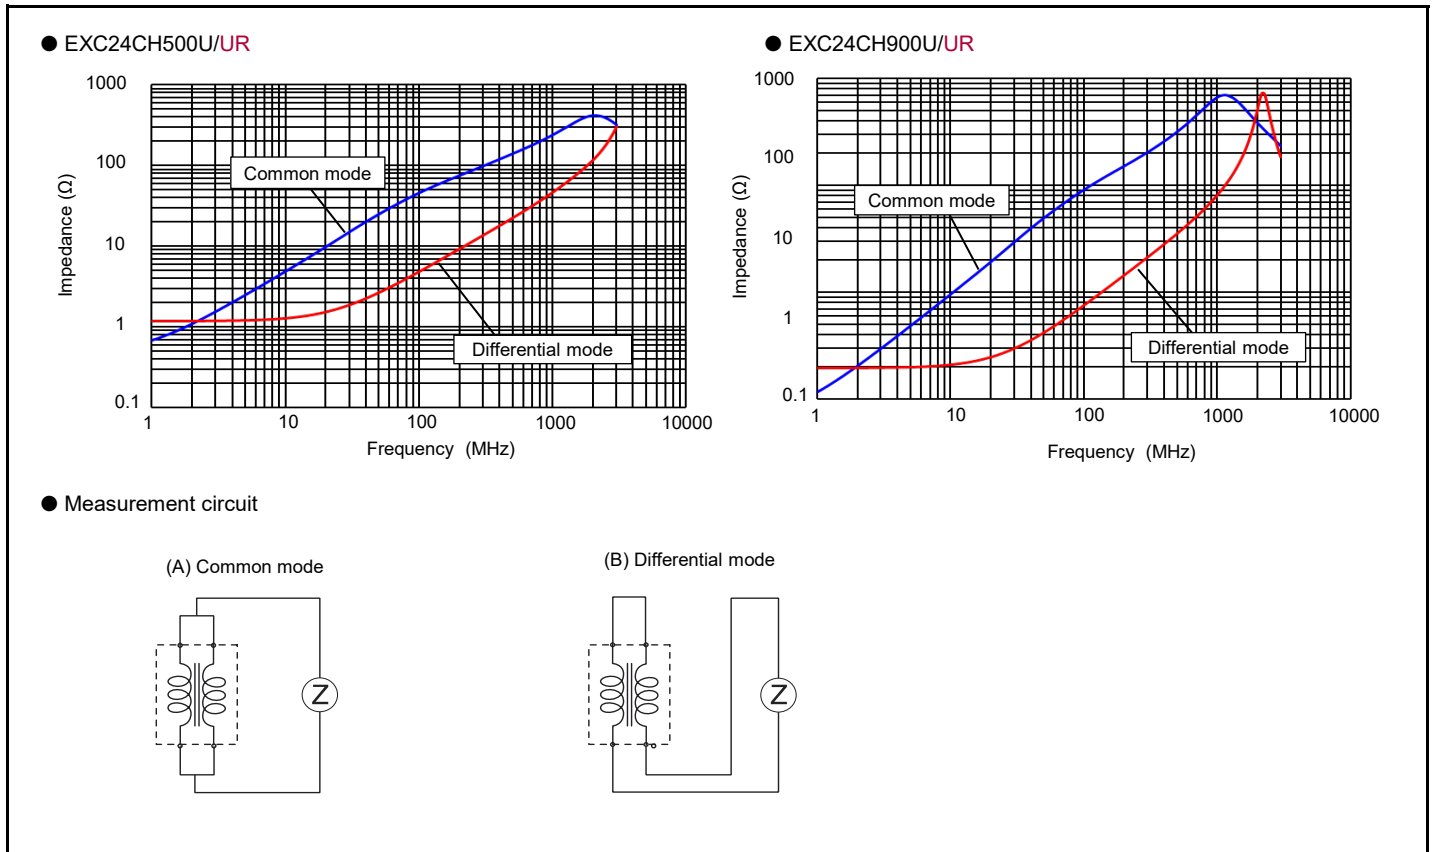 ● EXC24CH500U/UR
1000
100
10
1
0.1
Impedance (Ω)
Common mode
Differential mode
1
10
100
1000
10000
Frequency (MHz)
● EXC24CH900U/UR
1000
100
10
1
0.1
Impedance (Ω)
Common mode
Differential mode
1
10
100
1000
10000
Frequency (MHz)
● Measurement circuit
(A) Common mode
Z
(B) Differential mode
Z